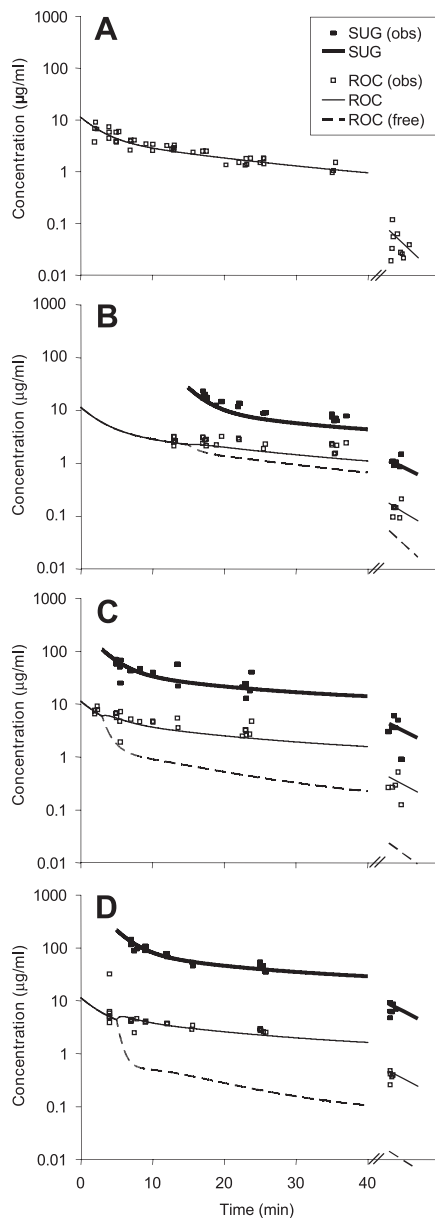 A
1000
100
10
1
0.1
0.01
Concentration (µg/ml)
SUG (obs)
SUG
ROC (obs)
ROC
ROC (free)
B
1000
100
10
1
0.1
0.01
Concentration (µg/ml)
C
1000
100
10
1
0.1
0.01
Concentration (µg/ml)
D
1000
100
10
1
0.1
0.01
Concentration (µg/ml)
0 10 20 30 40
Time (min)